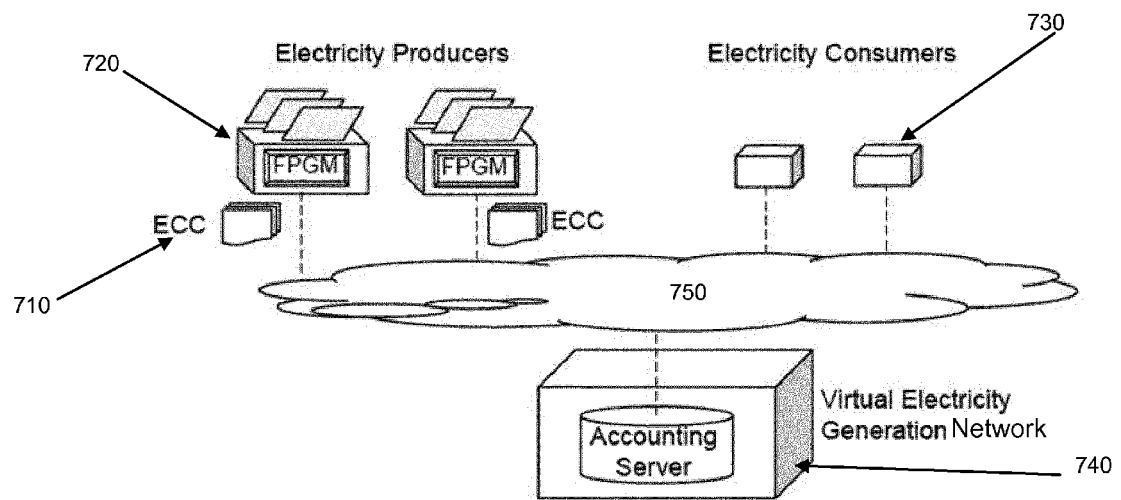 730
Electricity Producers
Electricity Consumers
720
FPGM
FPGM
ECC
ECC
710
750
Virtual Electricity
Generation Network
Accounting
Server
740